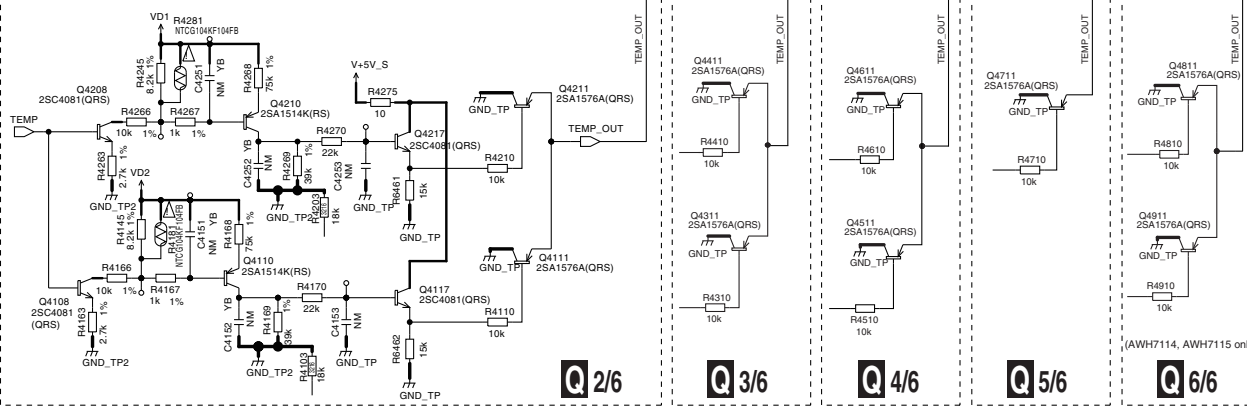 VD1
R4281
NTCG104KF104FB
R4245
8.2k 1%
C4251
NM YB
R4268
75k 1%
Q4208
2SC4081(QRS)
TEMP
R4266
10k 1%
R4267
1k 1%
Q4210
2SA1514K(RS)
R4263
2.7k 1%
GND_TP2
YB
C4252
NM
R4269
39k 1%
GND_TP2
R4270
22k
R4203
18k
C4253
NM
GND_TP
V+5V_S
R4275
10
Q4217
2SC4081(QRS)
R6461
15k
GND_TP
Q4211
2SA1576A(QRS)
GND_TP
R4210
10k
TEMP_OUT
TEMP_OUT
VD2
R4145
8.2k 1%
R4181
NTCG104KF104FB
C4151
NM YB
R4168
75k 1%
Q4110
2SA1514K(RS)
R4166
10k 1%
R4167
1k 1%
Q4108
2SC4081
(QRS)
R4163
2.7k 1%
GND_TP2
YB
C4152
NM
R4169
39k 1%
GND_TP2
R4170
22k
R4103
18k
C4153
NM
GND_TP
Q4117
2SC4081(QRS)
R6462
15k
GND_TP
GND_TP
Q4111
2SA1576A(QRS)
R4110
10k
Q 2/6
TEMP_OUT
Q4411
2SA1576A(QRS)
GND_TP
R4410
10k
Q4311
2SA1576A(QRS)
GND_TP
R4310
10k
Q 3/6
TEMP_OUT
Q4611
2SA1576A(QRS)
GND_TP
R4610
10k
Q4511
2SA1576A(QRS)
GND_TP
R4510
10k
Q 4/6
TEMP_OUT
Q4711
2SA1576A(QRS)
GND_TP
R4710
10k
Q 5/6
TEMP_OUT
Q4811
2SA1576A(QRS)
GND_TP
R4810
10k
Q4911
2SA1576A(QRS)
GND_TP
R4910
10k
(AWH7114, AWH7115 onl
Q 6/6